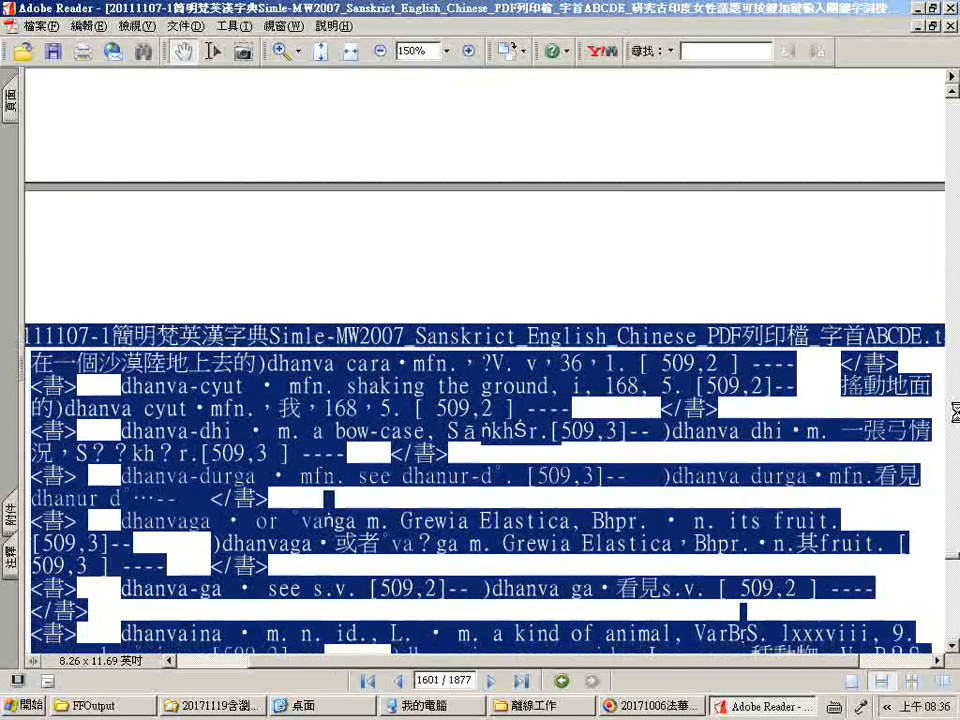 Adobe Reader - [20111107-1簡明梵英漢字典Simle-MW2007_Sanskrict_English_Chinese_PDF列印檔_字首ABCDE_研究古印度女性議題可按鍵加鍵輸入關鍵字詞搜
檔案(F) 編輯(E) 檢視(V) 文件(D) 工具(T) 視窗(W) 說明(H)
150% 尋找:
頁面
111107-1簡明梵英漢字典Simle-MW2007_Sanskrict_English_Chinese_PDF列印檔_字首ABCDE.t
在一個沙漠陸地上去的)dhanva cara‧mfn.，?V. v，36，1. [ 509,2 ] ---- </書>
<書> dhanva-cyut ‧ mfn. shaking the ground, i, 168, 5. [509,2]-- 搖動地面
的)dhanva cyut‧mfn.，我，168，5. [ 509,2 ] ---- </書>
<書> dhanva-dhi ‧ m. a bow-case, SāṅkhŚr.[509,3]-- )dhanva dhi‧m. 一張弓情
況，S？？kh？r.[509,3 ] ---- </書>
<書> dhanva-durga ‧ mfn. see dhanur-d˚. [509,3]-- )dhanva durga‧mfn.看見
dhanur d˚…-- </書>
附件
<書> dhanvaga ‧ or ˚vaṅga m. Grewia Elastica, Bhpr. ‧ n. its fruit.
[509,3]-- )dhanvaga‧或者˚va？ga m. Grewia Elastica，Bhpr.‧n.其fruit. [
注釋
509,3 ] ---- </書>
<書> dhanva-ga ‧ see s.v. [509,2]-- )dhanva ga‧看見s.v. [ 509,2 ] ----
</書>
<書> dhanvaina ‧ m. n. id., L. ‧ m. a kind of animal, VarBṛS. lxxxviii, 9.
8.26 x 11.69 英吋
1601 / 1877
開始 FFOutput 20171119含瀏... 桌面 我的電腦 離線工作 20171006法華... Adobe Reader - ... 上午 08:36